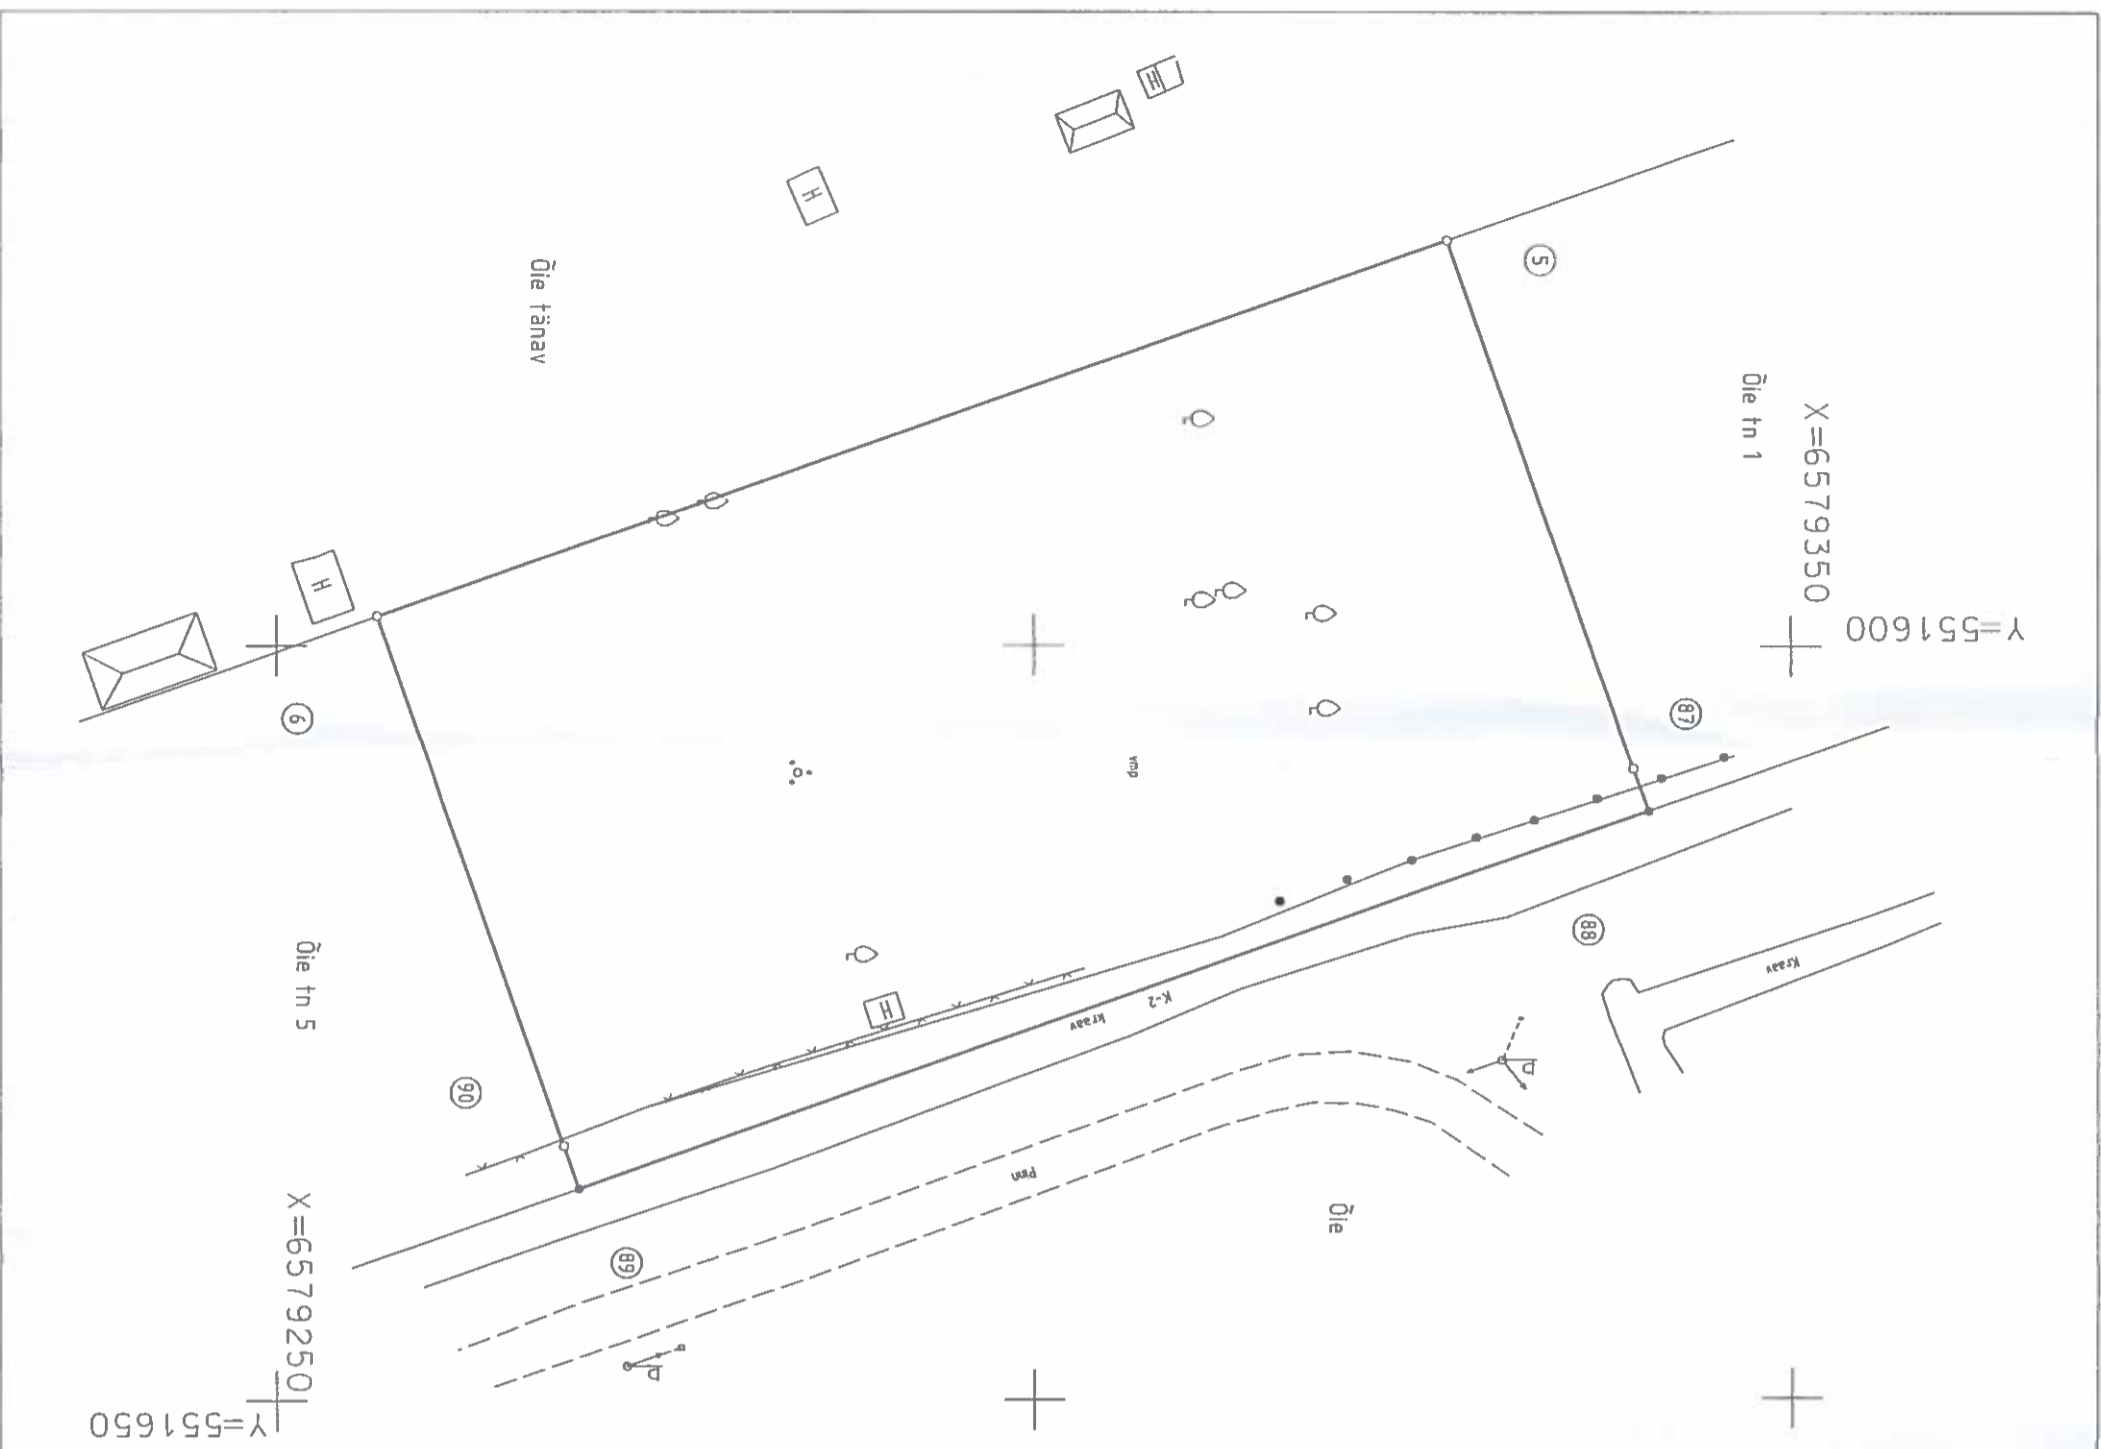 H
H
Õie tänav
5
Õie tn 1
X=6579350
Y=551600
H
6
87
vmp
88
Kraav
Õie tn 5
H
K-2
kraav
90
Pinn
Õie
89
X=6579250
Y=551650